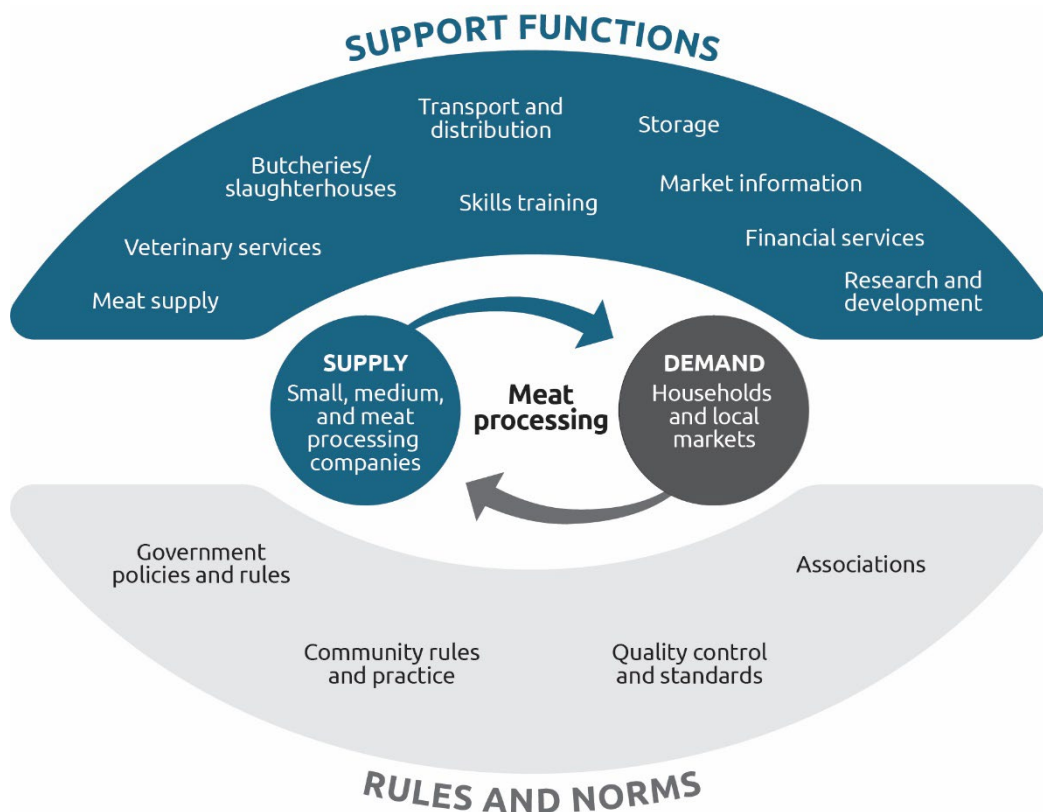 SUPPORT FUNCTIONS
Transport and
distribution
Storage
Butcheries/
slaughterhouses
Market information
Skills training
Veterinary services
Financial services
Meat supply
Research and
development
SUPPLY
Small, medium,
and meat
processing
companies
Meat
processing
DEMAND
Households
and local
markets
Government
policies and rules
Associations
Community rules
and practice
Quality control
and standards
RULES AND NORMS